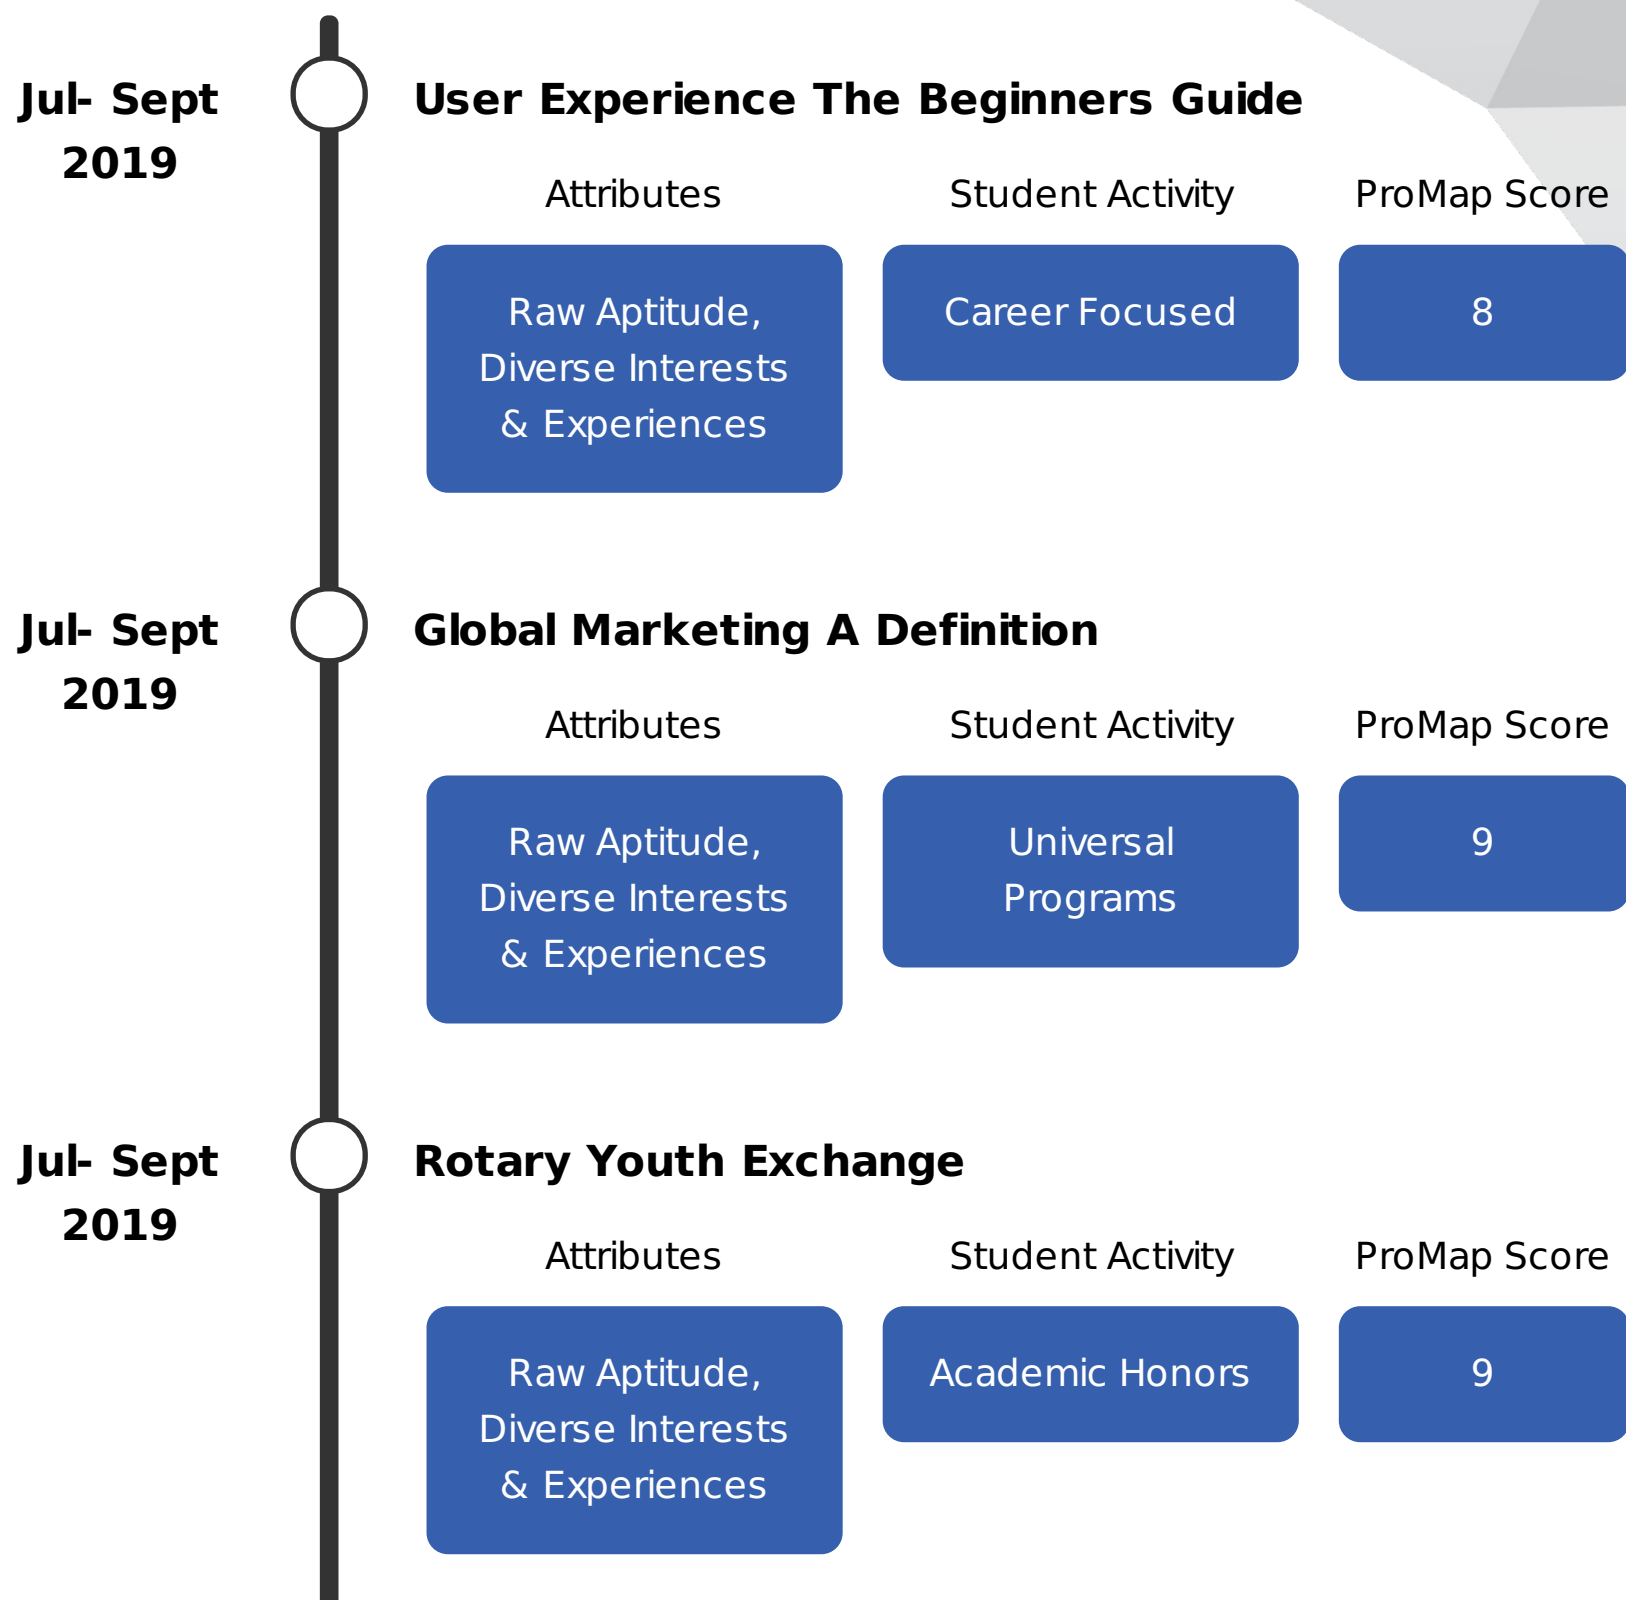 Jul- Sept
2019
User Experience The Beginners Guide
Attributes
Student Activity
ProMap Score
Raw Aptitude,
Diverse Interests
& Experiences
Career Focused
8
Jul- Sept
2019
Global Marketing A Definition
Attributes
Student Activity
ProMap Score
Raw Aptitude,
Diverse Interests
& Experiences
Universal
Programs
9
Jul- Sept
2019
Rotary Youth Exchange
Attributes
Student Activity
ProMap Score
Raw Aptitude,
Diverse Interests
& Experiences
Academic Honors
9